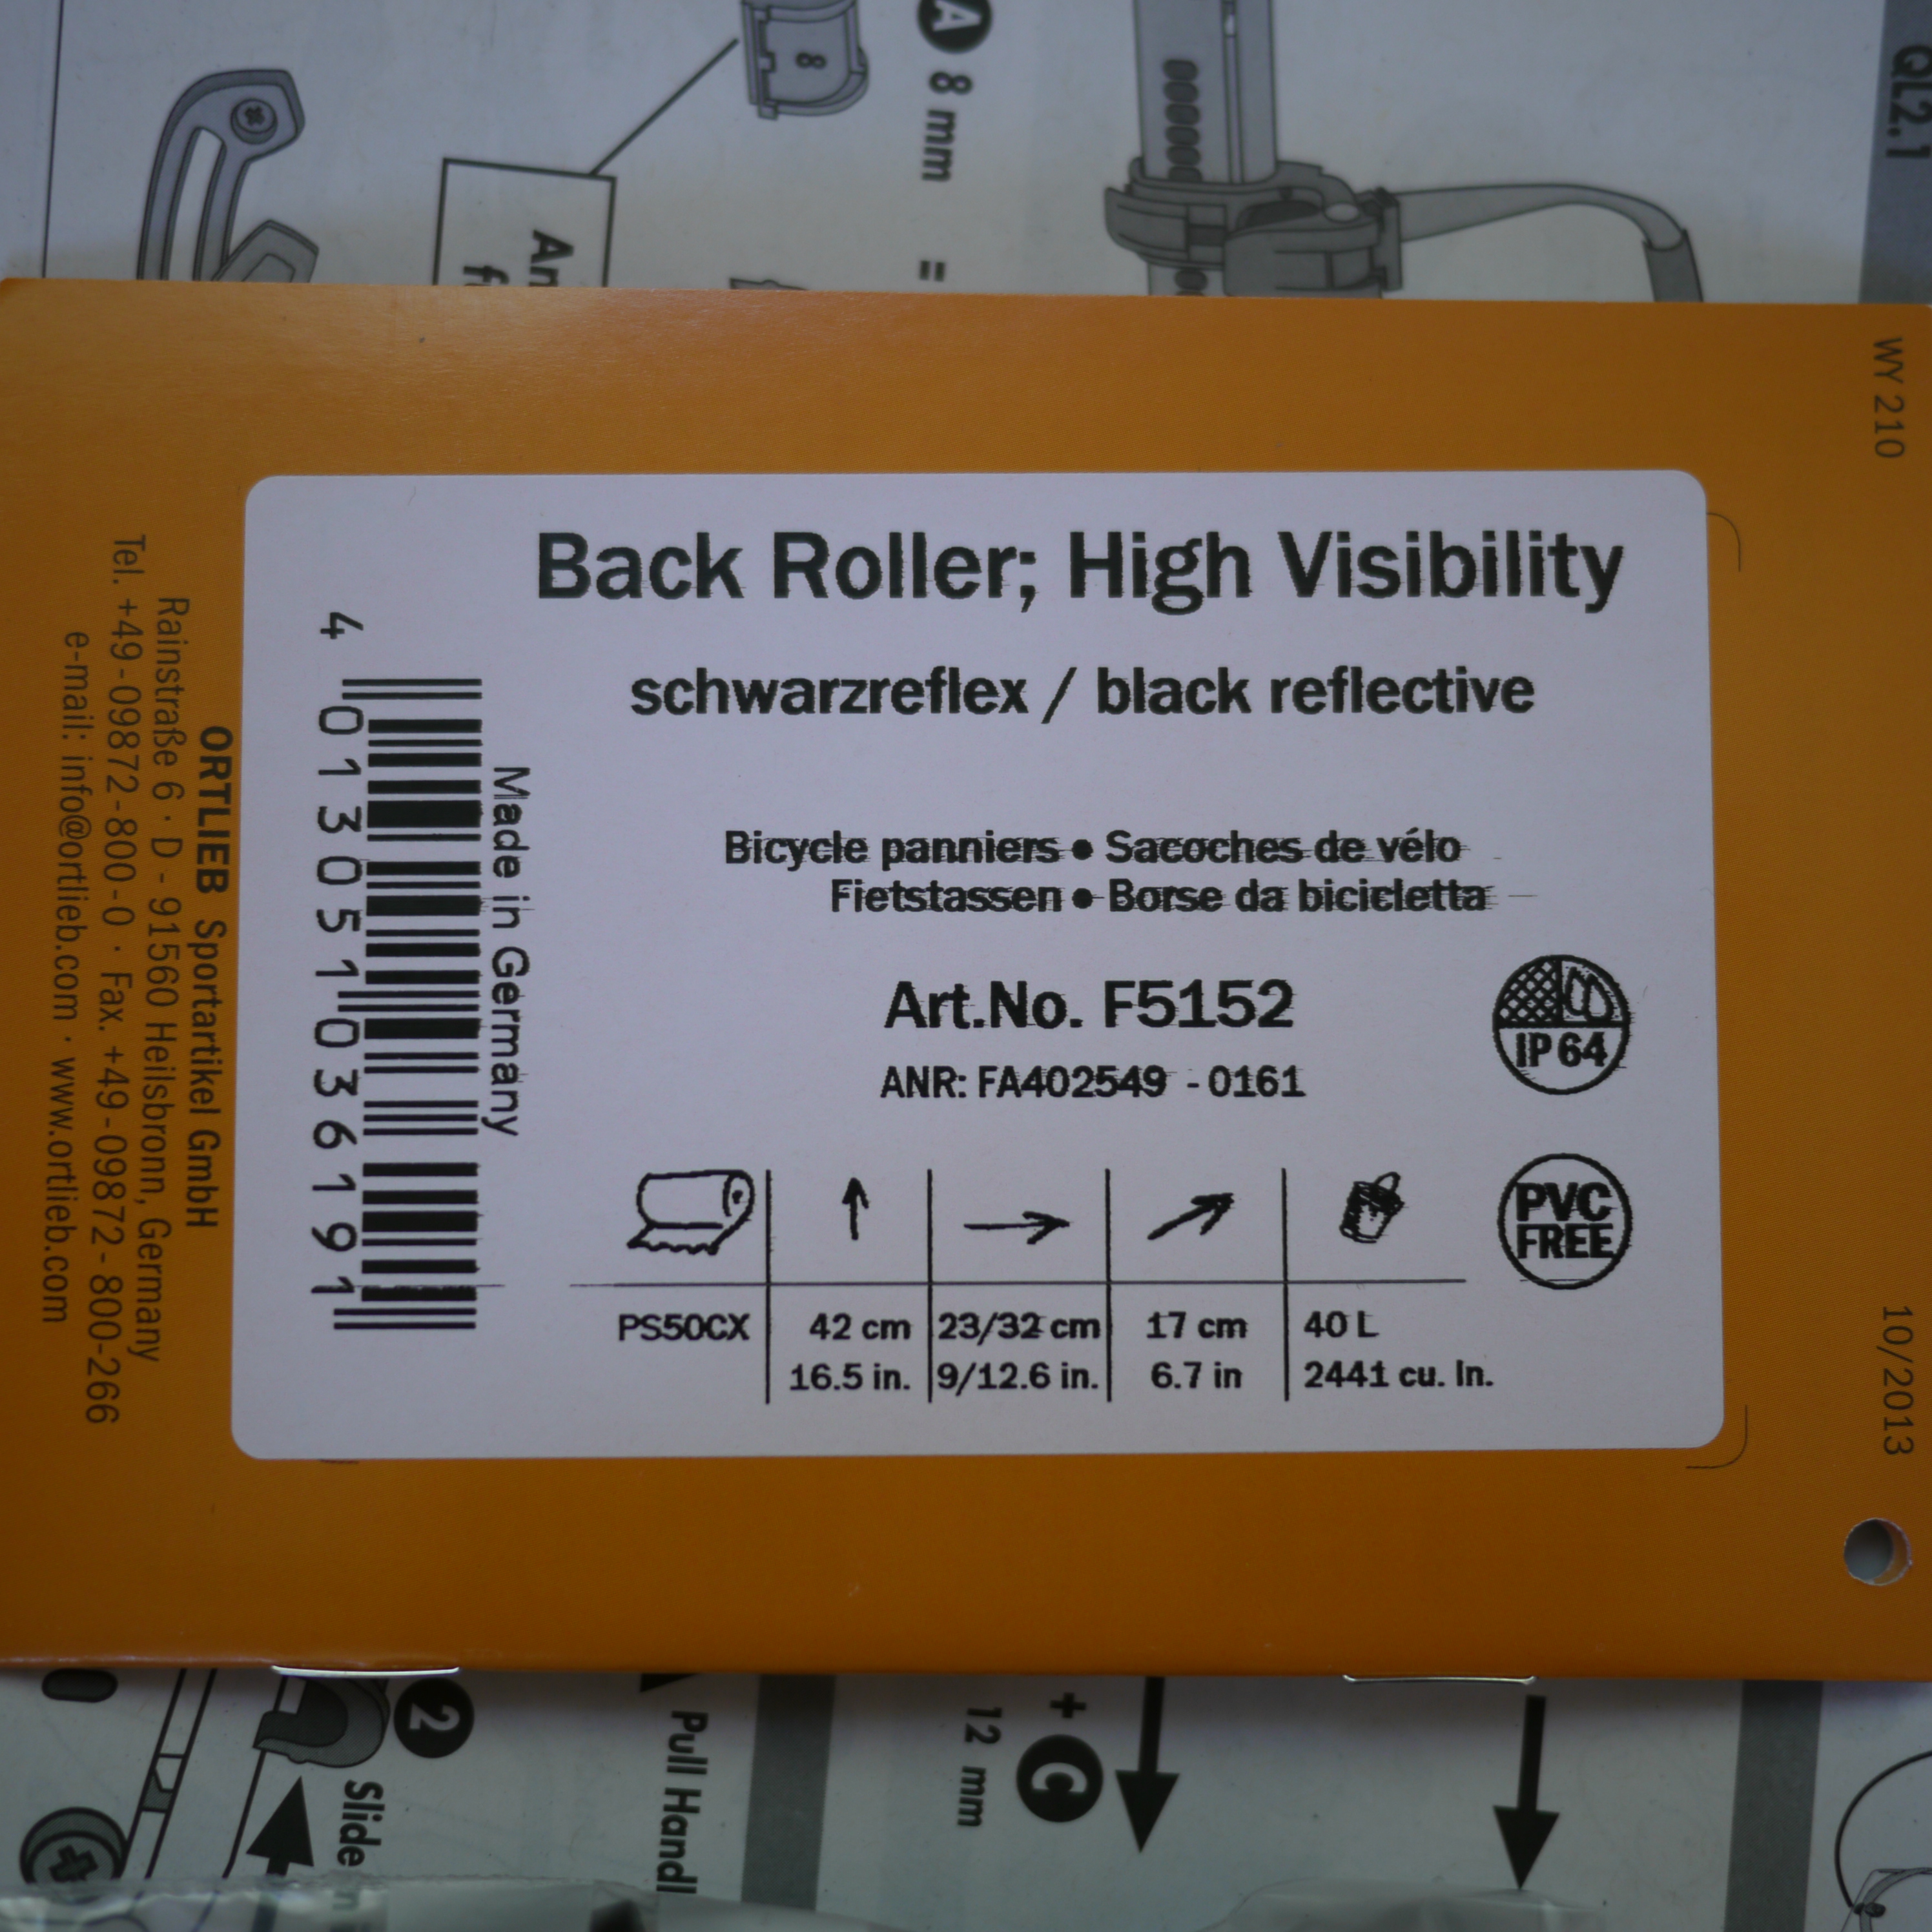 QL2.1
A 8 mm =
8
WY 210
10/2013
Back Roller; High Visibility
schwarzreflex / black reflective
Bicycle panniers • Sacoches de vélo
Fietstassen • Borse da bicicletta
Art.No. F5152
ANR: FA402549 - 0161
IP 64
PVC
FREE
PS50CX
42 cm
16.5 in.
23/32 cm
9/12.6 in.
17 cm
6.7 in
40 L
2441 cu. In.
Made in Germany
4 013051 036191
ORTLIEB Sportartikel GmbH
Rainstraße 6 · D - 91560 Heilsbronn, Germany
Tel. +49-09872-800-0 · Fax. +49-09872-800-266
e-mail: info@ortlieb.com · www.ortlieb.com
+ C
12 mm
Pull
2
Slide